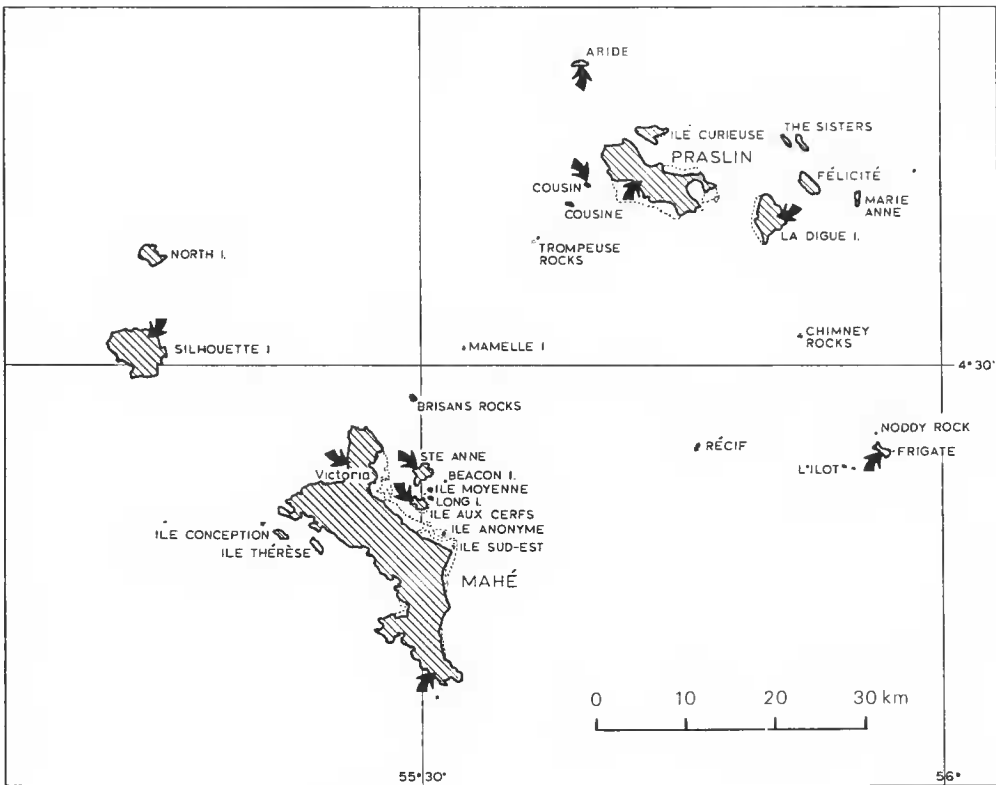 ARIDE
ILE CURIEUSE
THE SISTERS
PRASLIN
FÉLICITÉ
COUSIN
MARIE
ANNE
COUSINE
LA DIGUE I.
TROMPEUSE
ROCKS
NORTH I.
CHIMNEY
ROCKS
SILHOUETTE I
MAMELLE I
4° 30'
BRISANS ROCKS
NODDY ROCK
RÉCIF
FRIGATE
L'ILOT
STE ANNE
Victoria
BEACON I.
ILE MOYENNE
LONG I.
ILE AUX CERFS
ILE ANONYME
ILE CONCEPTION
ILE SUD-EST
ILE THÉRÈSE
MAHÉ
0 10 20 30 km
55° 30'
56°